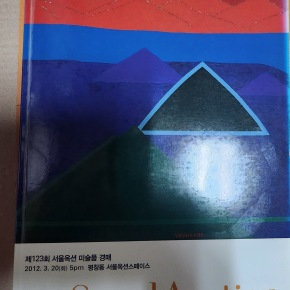 제123회 서울옥션 미술품 경매
2012. 3. 20(화) 5pm 평창동 서울옥션스페이스